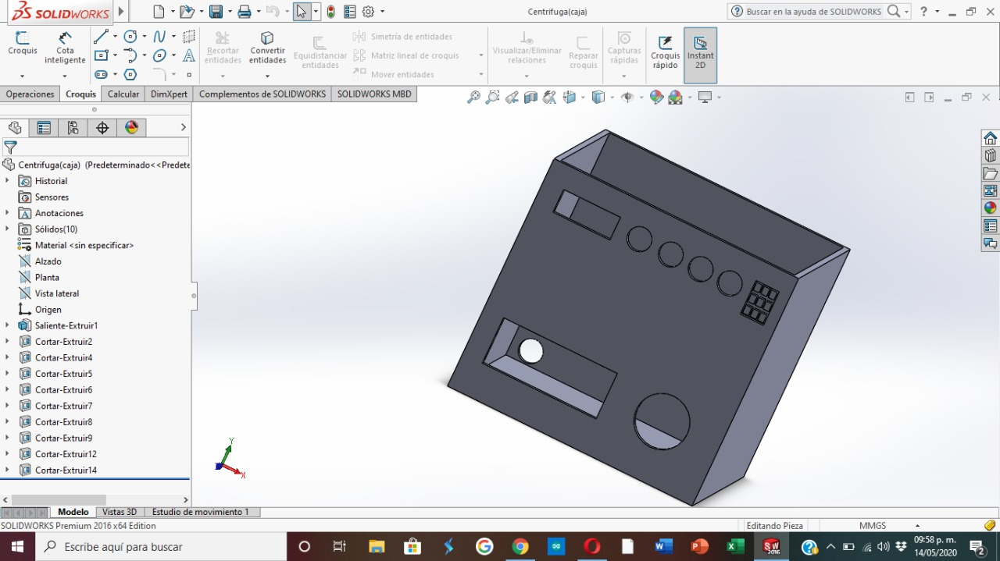 SOLIDWORKS
Centrifuga(caja)
Buscar en la ayuda de SOLIDWORKS
?
Croquis
Cota inteligente
Recortar entidades
Convertir entidades
Equidistanciar entidades
Simetría de entidades
Matriz lineal de croquis
Mover entidades
Visualizar/Eliminar relaciones
Reparar croquis
Capturas rápidas
Croquis rápido
Instant 2D
Operaciones Croquis Calcular DimXpert Complementos de SOLIDWORKS SOLIDWORKS MBD
Centrifuga(caja) (Predeterminado<<Predete
Historial
Sensores
Anotaciones
Sólidos(10)
Material <sin especificar>
Alzado
Planta
Vista lateral
Origen
Saliente-Extruir1
Cortar-Extruir2
Cortar-Extruir4
Cortar-Extruir5
Cortar-Extruir6
Cortar-Extruir7
Cortar-Extruir8
Cortar-Extruir9
Cortar-Extruir12
Cortar-Extruir14
Y
X
Modelo Vistas 3D Estudio de movimiento 1
SOLIDWORKS Premium 2016 x64 Edition
Editando Pieza
MMGS
Escribe aquí para buscar
SW
2016
09:58 p. m.
14/05/2020
2